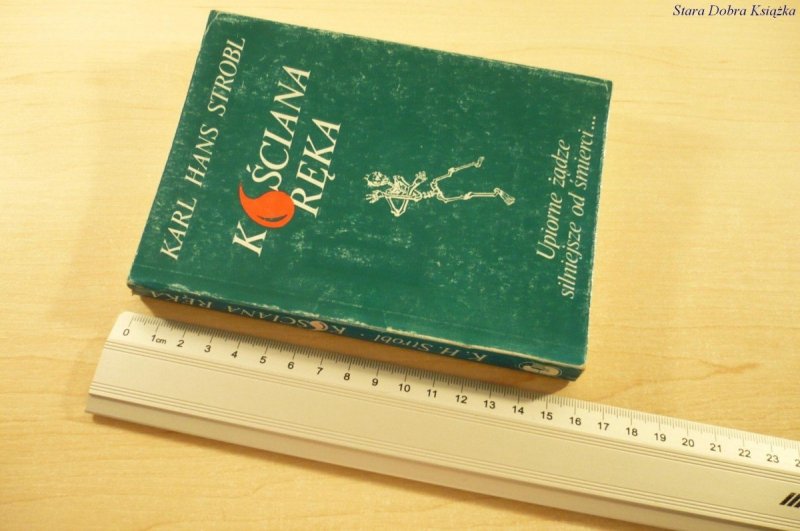 Stara Dobra Książka
KARL HANS STROBL
KOŚCIANA
RĘKA
Upiorne żądze
silniejsze od śmierci...
K. H. Strobl · KOŚCIANA RĘKA
0 1cm 2 3 4 5 6 7 8 9 10 11 12 13 14 15 16 17 18 19 20 21 22 23